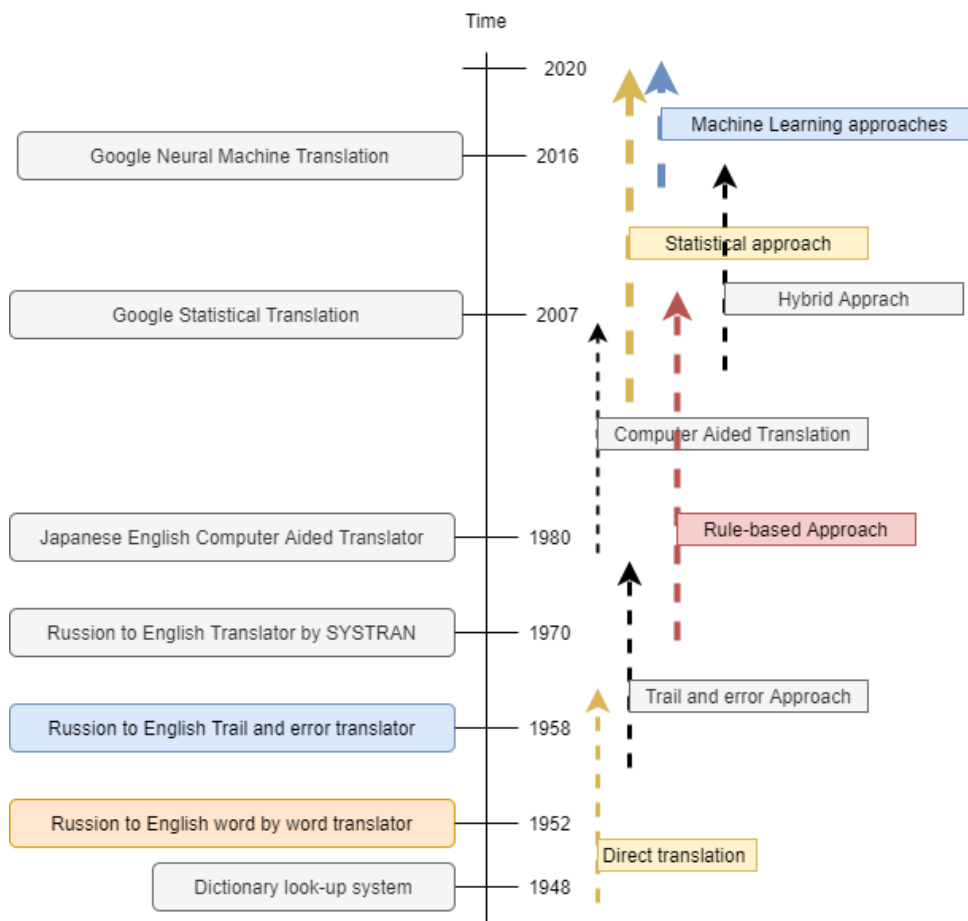 Time
2020
Machine Learning approaches
Google Neural Machine Translation
2016
Statistical approach
Hybrid Apprach
Google Statistical Translation
2007
Computer Aided Translation
Japanese English Computer Aided Translator
1980
Rule-based Approach
Russion to English Translator by SYSTRAN
1970
Trail and error Approach
Russion to English Trail and error translator
1958
Russion to English word by word translator
1952
Direct translation
Dictionary look-up system
1948